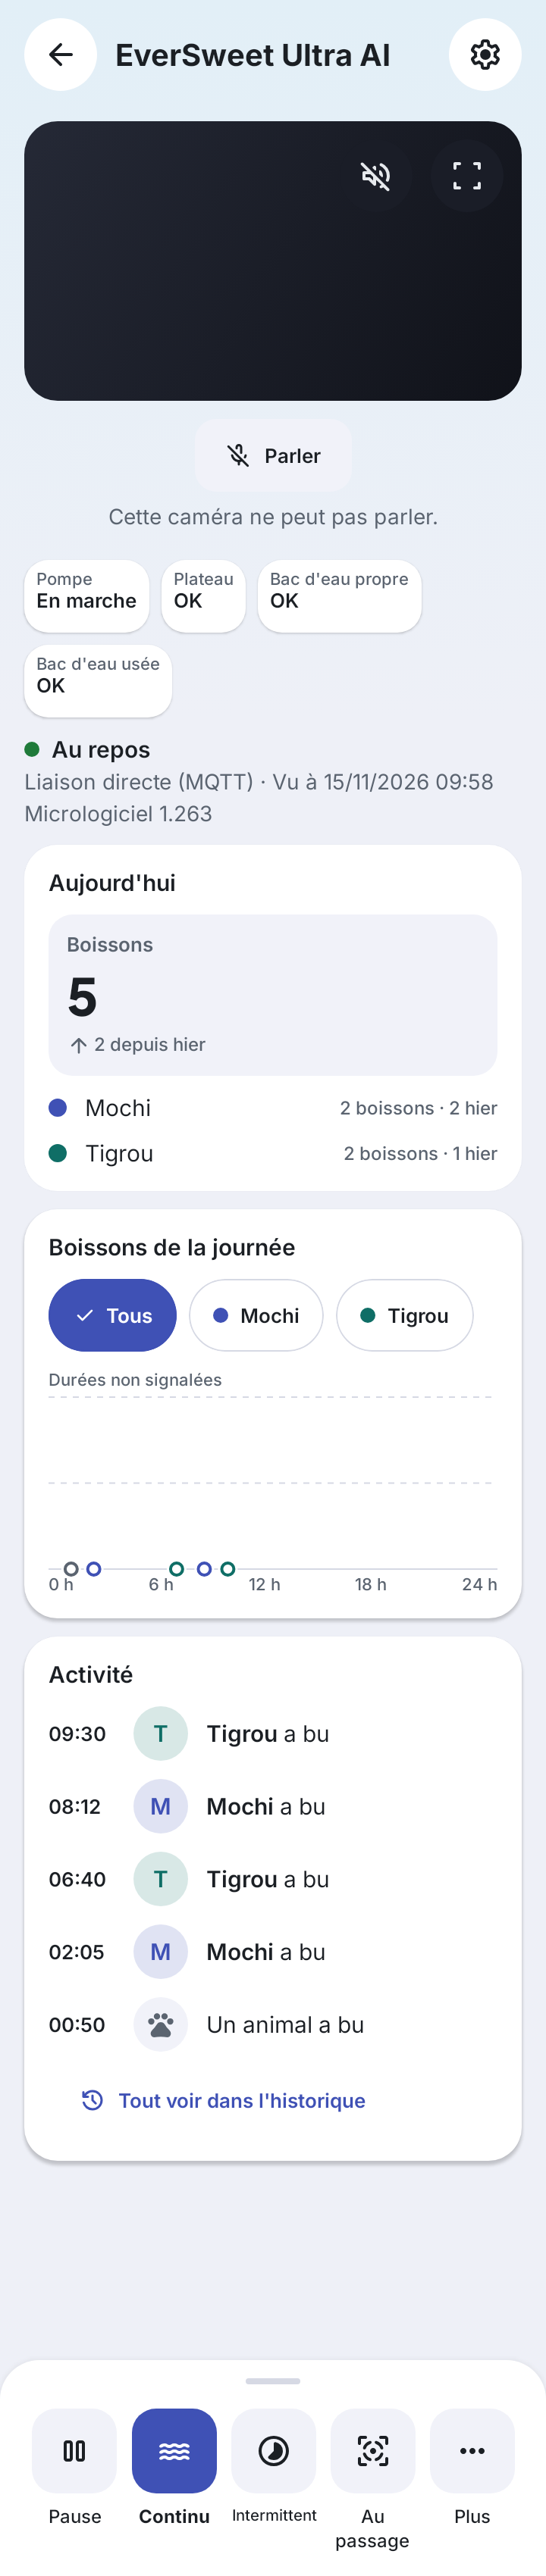 EverSweet Ultra AI
Parler
Cette caméra ne peut pas parler.
Pompe
En marche
Plateau
OK
Bac d'eau propre
OK
Bac d'eau usée
OK
Au repos
Liaison directe (MQTT) · Vu à 15/11/2026 09:58
Micrologiciel 1.263
Aujourd'hui
Boissons
5
↑ 2 depuis hier
Mochi 2 boissons · 2 hier
Tigrou 2 boissons · 1 hier
Boissons de la journée
Tous Mochi Tigrou
Durées non signalées
0 h 6 h 12 h 18 h 24 h
Activité
09:30 T Tigrou a bu
08:12 M Mochi a bu
06:40 T Tigrou a bu
02:05 M Mochi a bu
00:50 Un animal a bu
Tout voir dans l'historique
Pause Continu Intermittent Au passage Plus